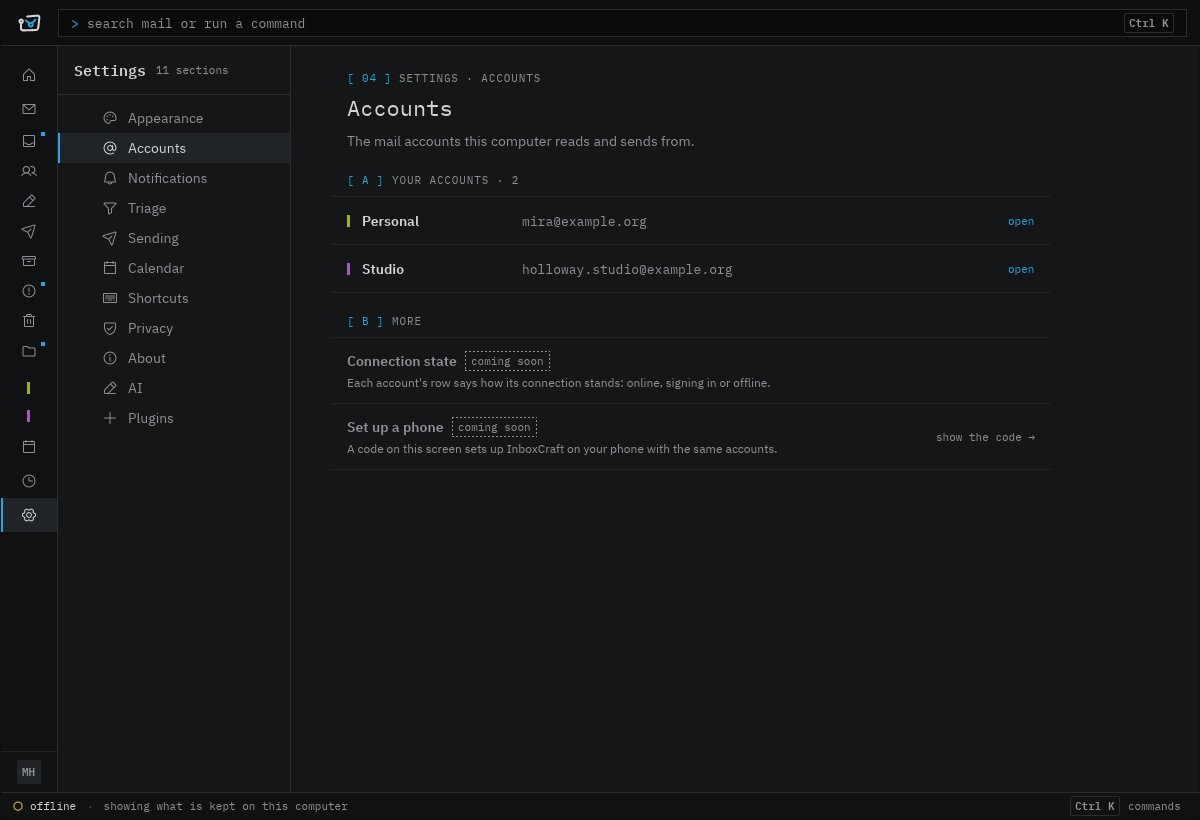 > search mail or run a command Ctrl K
Settings 11 sections
Appearance
Accounts
Notifications
Triage
Sending
Calendar
Shortcuts
Privacy
About
AI
Plugins
MH
[ 04 ] SETTINGS · ACCOUNTS
Accounts
The mail accounts this computer reads and sends from.
[ A ] YOUR ACCOUNTS · 2
Personal mira@example.org open
Studio holloway.studio@example.org open
[ B ] MORE
Connection state coming soon
Each account's row says how its connection stands: online, signing in or offline.
Set up a phone coming soon
A code on this screen sets up InboxCraft on your phone with the same accounts.
show the code →
offline · showing what is kept on this computer Ctrl K commands